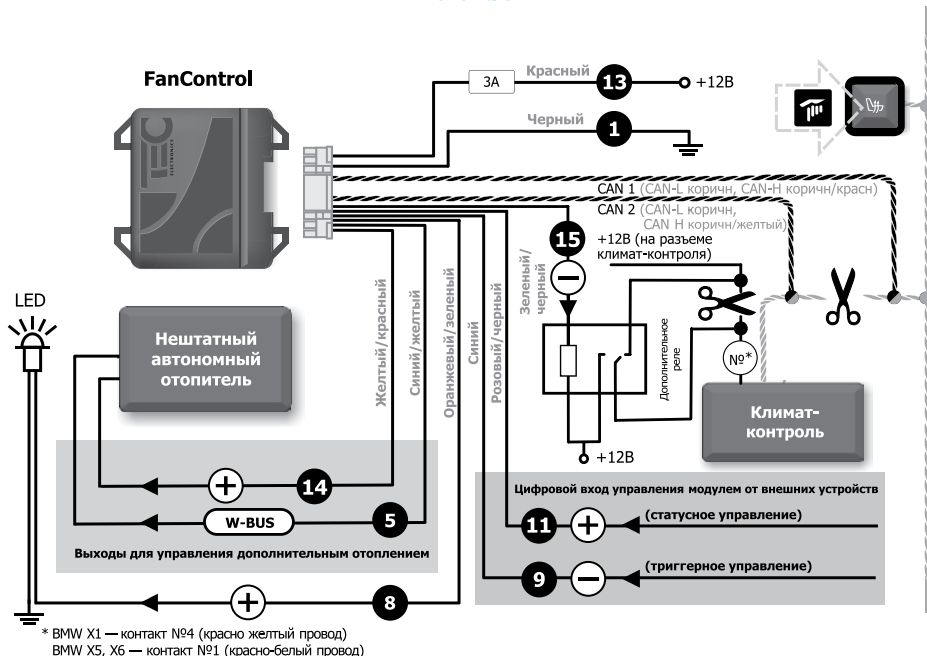 FanControl
TEC
ELECTRONICS
3А
Красный
13
+12В
Черный
1
CAN 1 (CAN-L коричн, CAN-H коричн/красн)
CAN 2 (CAN-L коричн,
CAN H коричн/желтый)
15
+12В (на разъеме
климат-контроля)
Зеленый/
черный
LED
Нештатный
автономный
отопитель
Желтый/красный
Синий/желтый
Оранжевый/зеленый
Синий
Розовый/черный
Дополнительное
реле
№*
Климат-
контроль
+12В
14
W-BUS
5
Выходы для управления дополнительным отоплением
8
Цифровой вход управления модулем от внешних устройств
11
(статусное управление)
9
(триггерное управление)
* BMW X1 — контакт №4 (красно желтый провод)
BMW X5, X6 — контакт №1 (красно-белый провод)